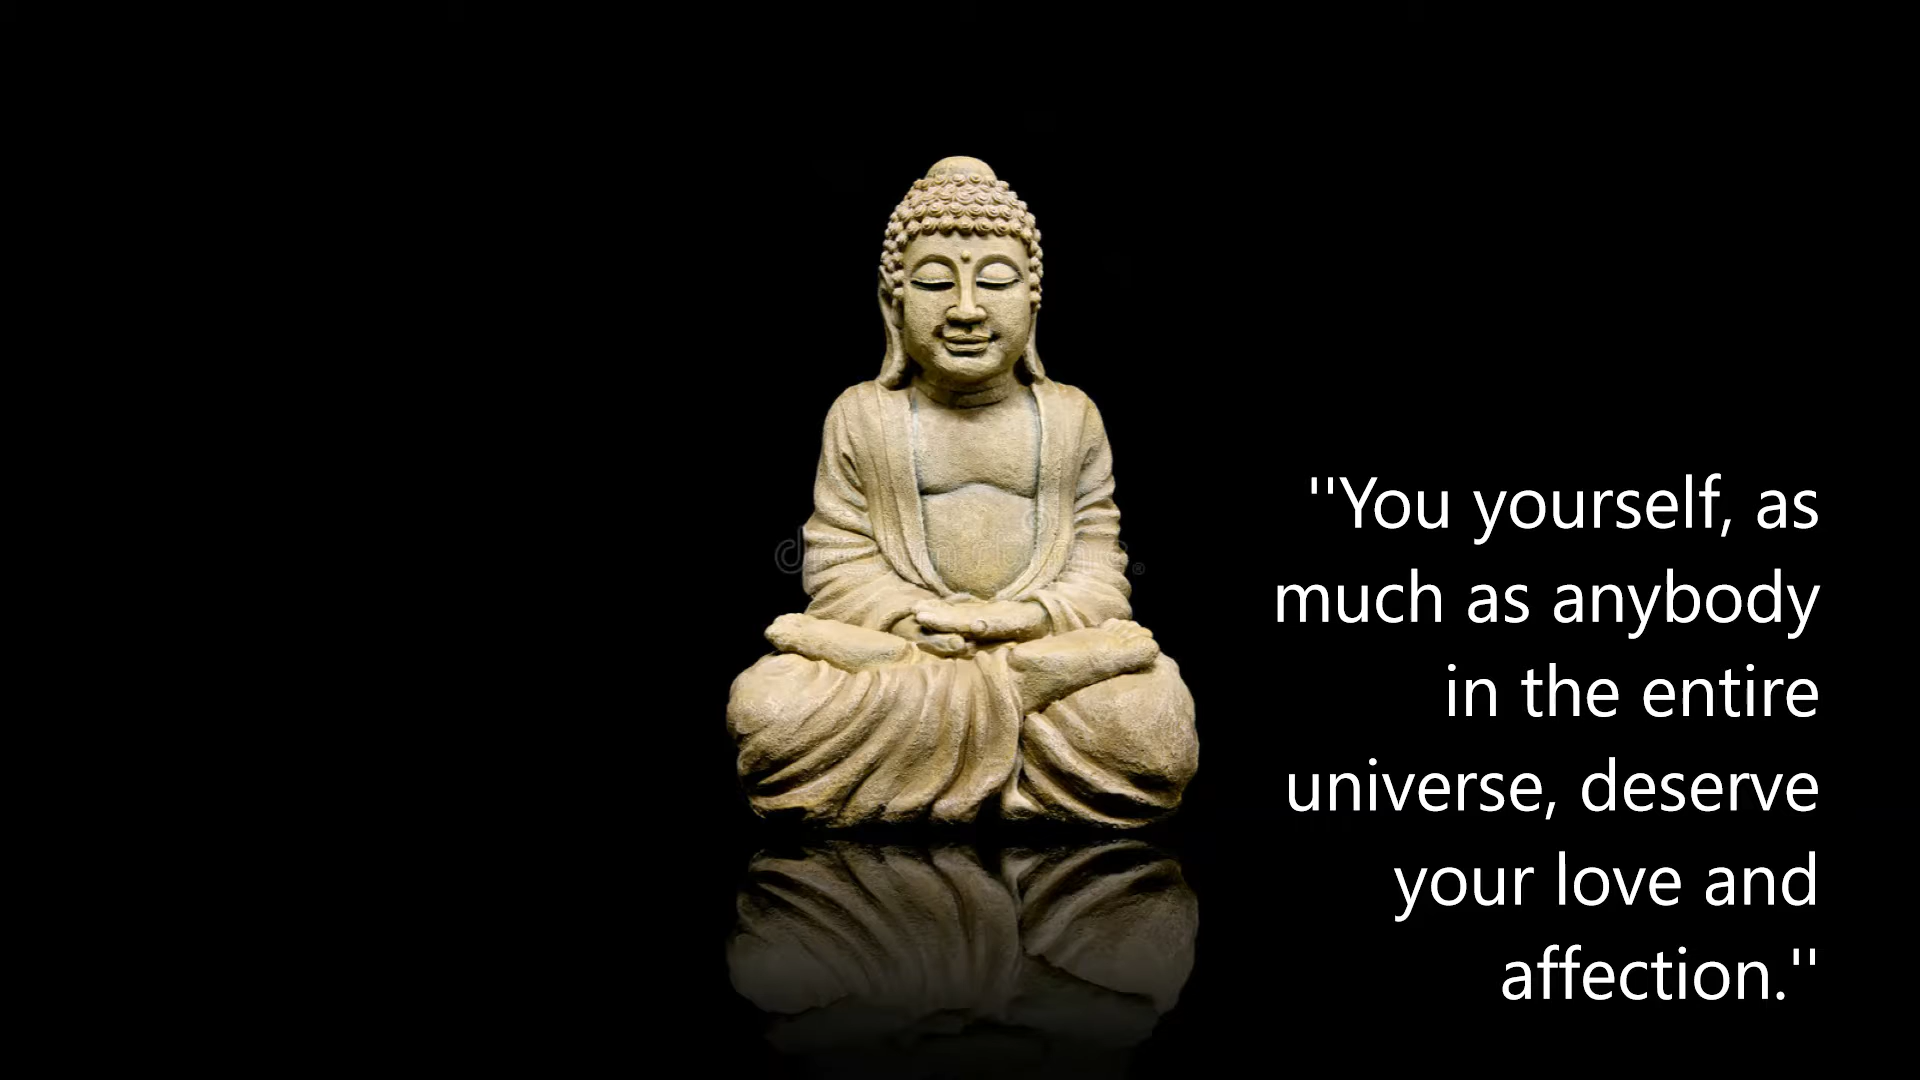 "You yourself, as
much as anybody
in the entire
universe, deserve
your love and
affection."